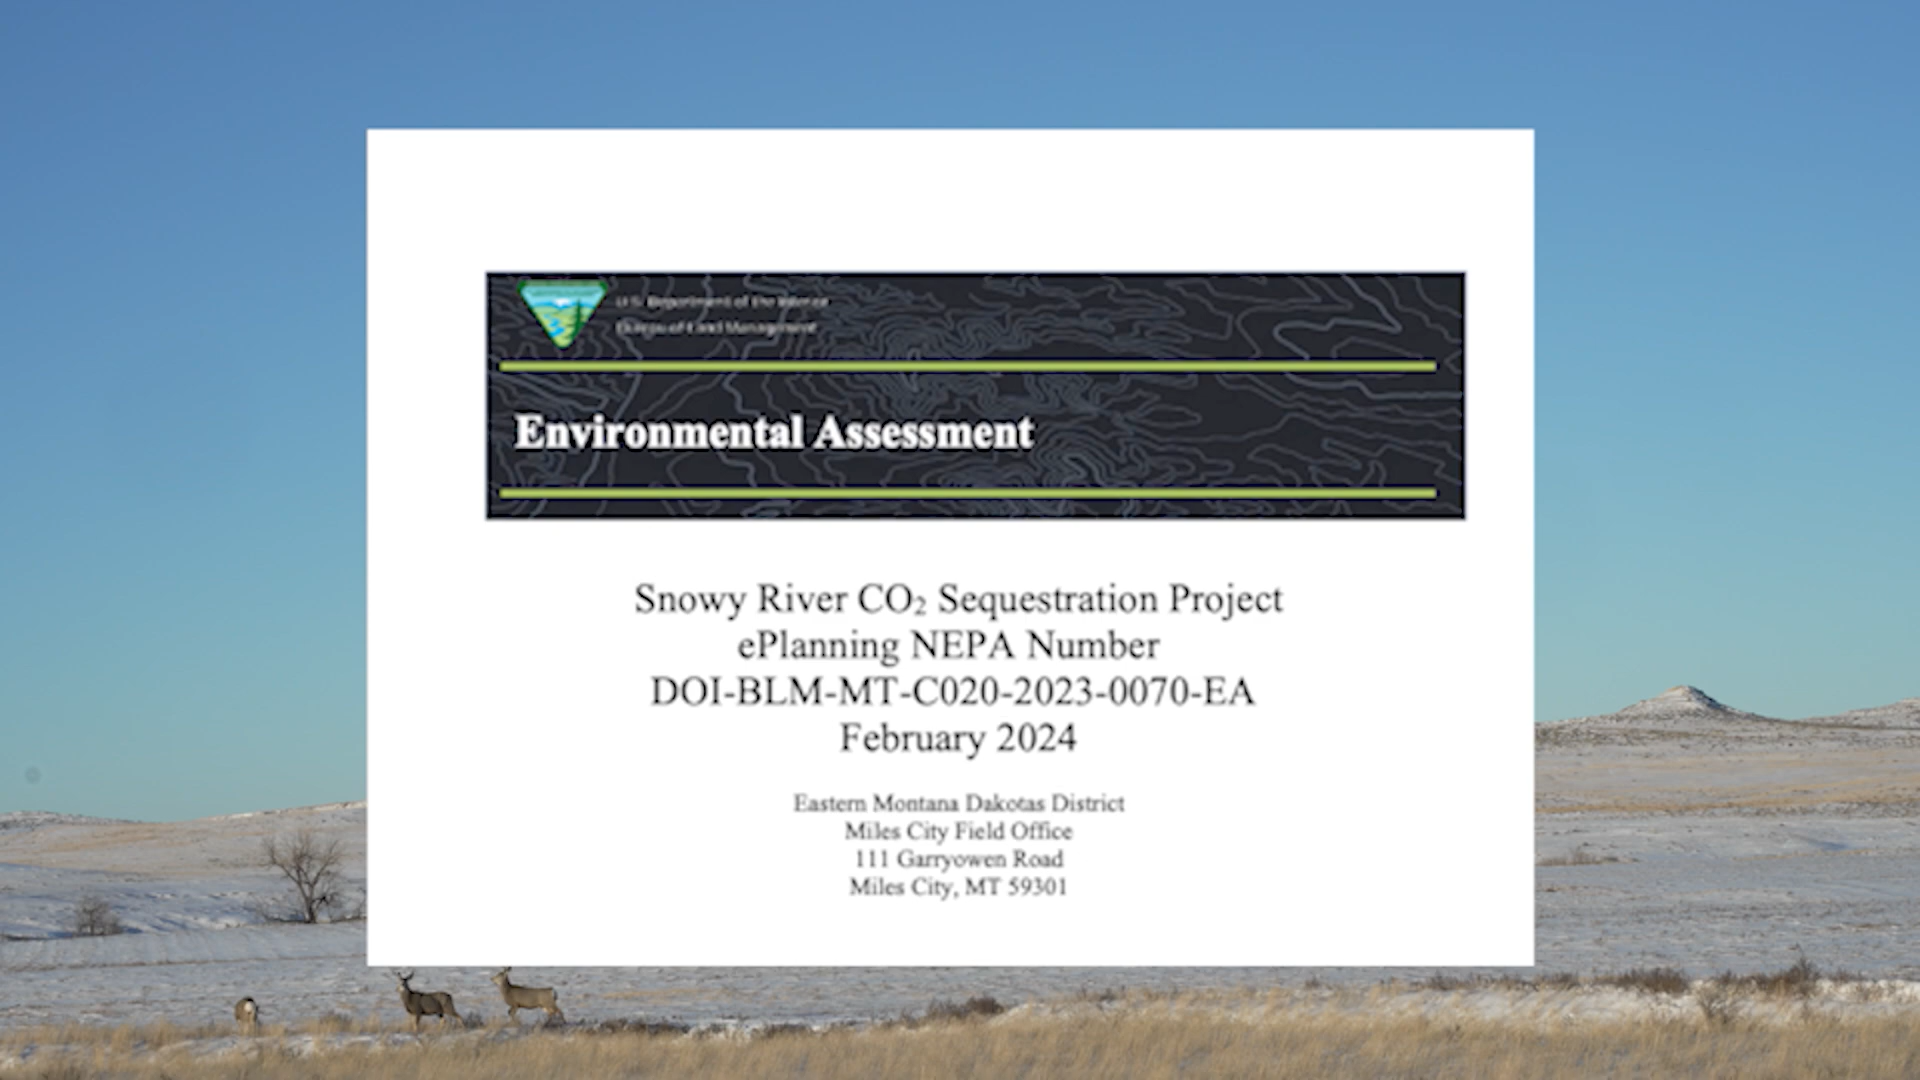 U.S. Department of the Interior
Bureau of Land Management
Environmental Assessment
Snowy River CO₂ Sequestration Project
ePlanning NEPA Number
DOI-BLM-MT-C020-2023-0070-EA
February 2024
Eastern Montana Dakotas District
Miles City Field Office
111 Garryowen Road
Miles City, MT 59301